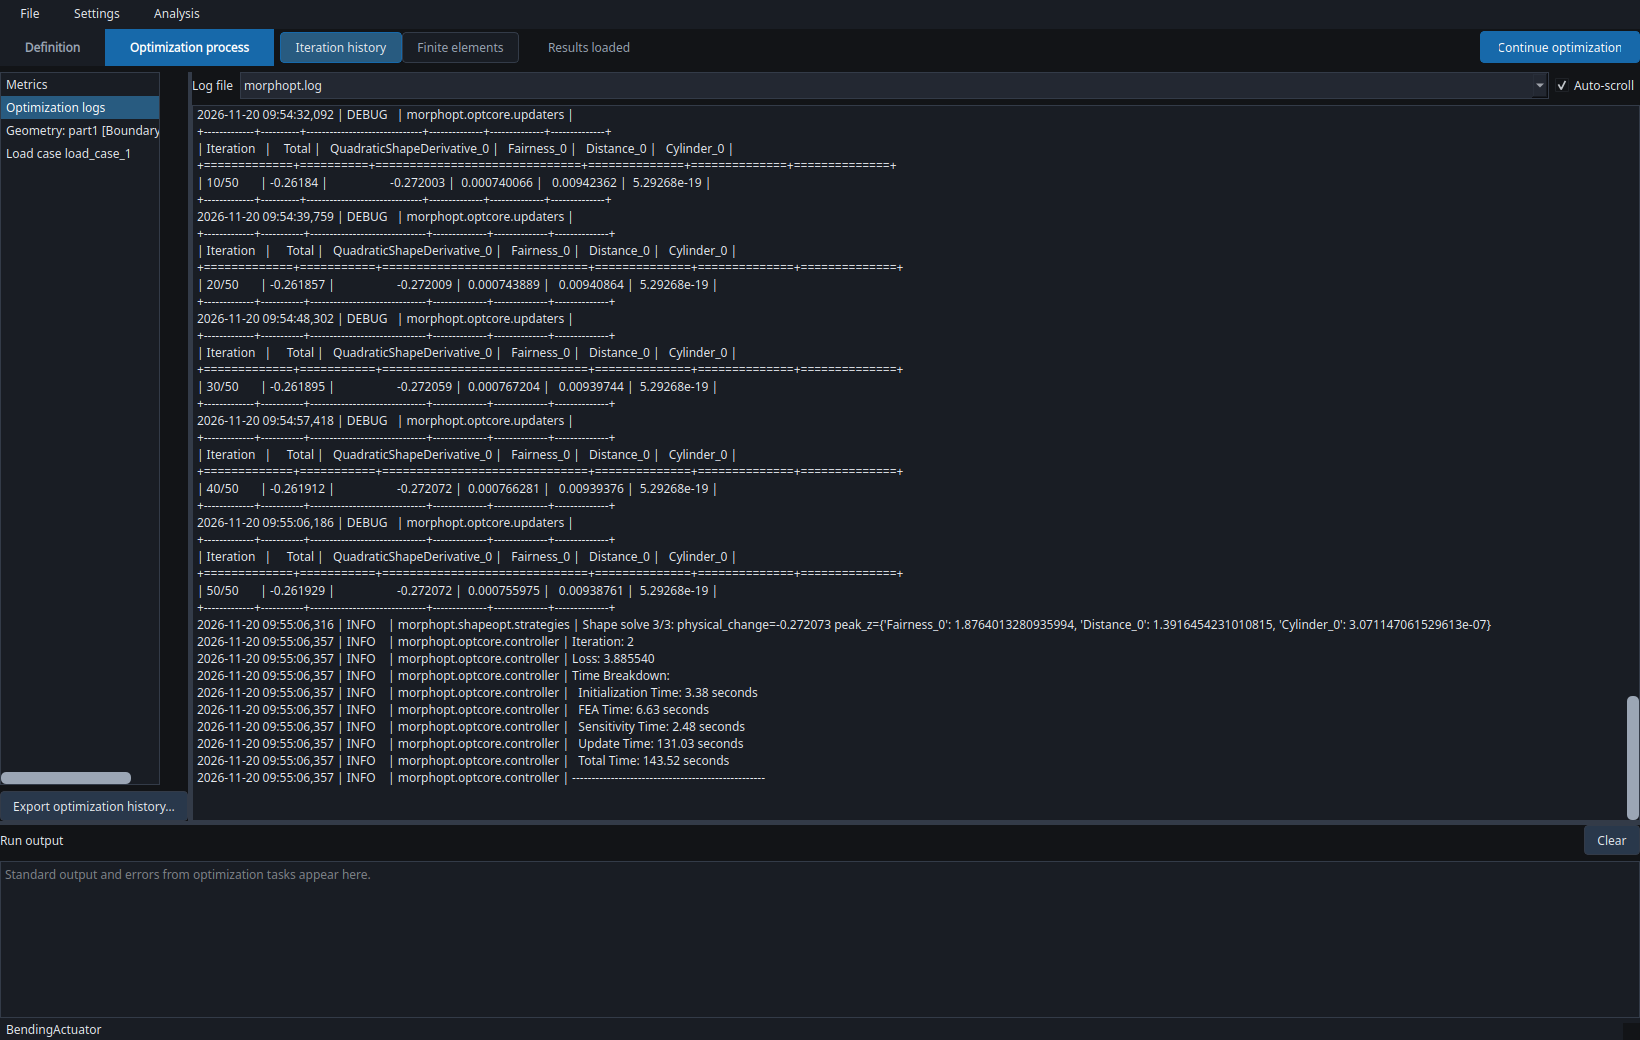 File Settings Analysis
Definition Optimization process Iteration history Finite elements Results loaded Continue optimization
Metrics
Optimization logs
Geometry: part1 [Boundary
Load case load_case_1
Export optimization history...
Log file morphopt.log Auto-scroll
2026-11-20 09:54:32,092 | DEBUG | morphopt.optcore.updaters |
+-------------+----------+------------------------------+--------------+--------------+--------------+
| Iteration | Total | QuadraticShapeDerivative_0 | Fairness_0 | Distance_0 | Cylinder_0 |
+=============+==========+==============================+==============+==============+==============+
| 10/50 | -0.26184 | -0.272003 | 0.000740066 | 0.00942362 | 5.29268e-19 |
+-------------+----------+------------------------------+--------------+--------------+--------------+
2026-11-20 09:54:39,759 | DEBUG | morphopt.optcore.updaters |
+-------------+-----------+------------------------------+--------------+--------------+--------------+
| Iteration | Total | QuadraticShapeDerivative_0 | Fairness_0 | Distance_0 | Cylinder_0 |
+=============+===========+==============================+==============+==============+==============+
| 20/50 | -0.261857 | -0.272009 | 0.000743889 | 0.00940864 | 5.29268e-19 |
+-------------+-----------+------------------------------+--------------+--------------+--------------+
2026-11-20 09:54:48,302 | DEBUG | morphopt.optcore.updaters |
+-------------+-----------+------------------------------+--------------+--------------+--------------+
| Iteration | Total | QuadraticShapeDerivative_0 | Fairness_0 | Distance_0 | Cylinder_0 |
+=============+===========+==============================+==============+==============+==============+
| 30/50 | -0.261895 | -0.272059 | 0.000767204 | 0.00939744 | 5.29268e-19 |
+-------------+-----------+------------------------------+--------------+--------------+--------------+
2026-11-20 09:54:57,418 | DEBUG | morphopt.optcore.updaters |
+-------------+-----------+------------------------------+--------------+--------------+--------------+
| Iteration | Total | QuadraticShapeDerivative_0 | Fairness_0 | Distance_0 | Cylinder_0 |
+=============+===========+==============================+==============+==============+==============+
| 40/50 | -0.261912 | -0.272072 | 0.000766281 | 0.00939376 | 5.29268e-19 |
+-------------+-----------+------------------------------+--------------+--------------+--------------+
2026-11-20 09:55:06,186 | DEBUG | morphopt.optcore.updaters |
+-------------+-----------+------------------------------+--------------+--------------+--------------+
| Iteration | Total | QuadraticShapeDerivative_0 | Fairness_0 | Distance_0 | Cylinder_0 |
+=============+===========+==============================+==============+==============+==============+
| 50/50 | -0.261929 | -0.272072 | 0.000755975 | 0.00938761 | 5.29268e-19 |
+-------------+-----------+------------------------------+--------------+--------------+--------------+
2026-11-20 09:55:06,316 | INFO | morphopt.shapeopt.strategies | Shape solve 3/3: physical_change=-0.272073 peak_z={'Fairness_0': 1.8764013280935994, 'Distance_0': 1.3916454231010815, 'Cylinder_0': 3.071147061529613e-07}
2026-11-20 09:55:06,357 | INFO | morphopt.optcore.controller | Iteration: 2
2026-11-20 09:55:06,357 | INFO | morphopt.optcore.controller | Loss: 3.885540
2026-11-20 09:55:06,357 | INFO | morphopt.optcore.controller | Time Breakdown:
2026-11-20 09:55:06,357 | INFO | morphopt.optcore.controller | Initialization Time: 3.38 seconds
2026-11-20 09:55:06,357 | INFO | morphopt.optcore.controller | FEA Time: 6.63 seconds
2026-11-20 09:55:06,357 | INFO | morphopt.optcore.controller | Sensitivity Time: 2.48 seconds
2026-11-20 09:55:06,357 | INFO | morphopt.optcore.controller | Update Time: 131.03 seconds
2026-11-20 09:55:06,357 | INFO | morphopt.optcore.controller | Total Time: 143.52 seconds
2026-11-20 09:55:06,357 | INFO | morphopt.optcore.controller | --------------------------------------------------
Run output Clear
Standard output and errors from optimization tasks appear here.
BendingActuator